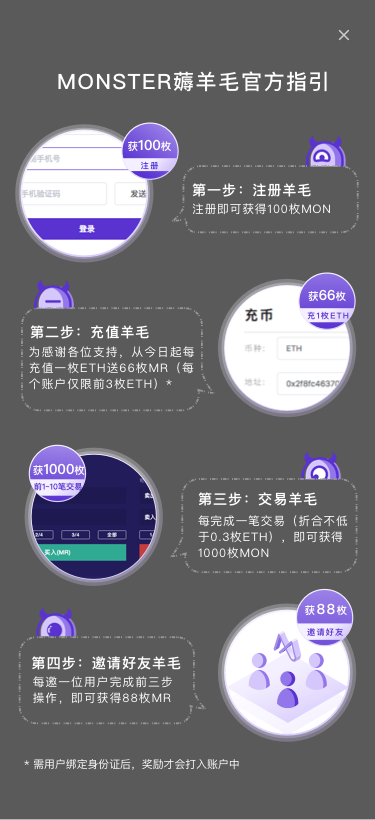 MONSTER薅羊毛官方指引
获100枚
注册
手机号
手机验证码
发送
登录
第一步：注册羊毛
注册即可获得100枚MON
第二步：充值羊毛
为感谢各位支持，从今日起每
充值一枚ETH送66枚MR（每
个账户仅限前3枚ETH）*
获66枚
充1枚ETH
充币
币种：
ETH
地址：
0x2f8fc46370
获1000枚
前1-10笔交易
卖出
买入
2/4
3/4
全部
买入(MR)
第三步：交易羊毛
每完成一笔交易（折合不低
于0.3枚ETH），即可获得
1000枚MON
获88枚
邀请好友
第四步：邀请好友羊毛
每邀一位用户完成前三步
操作，即可获得88枚MR
* 需用户绑定身份证后，奖励才会打入账户中